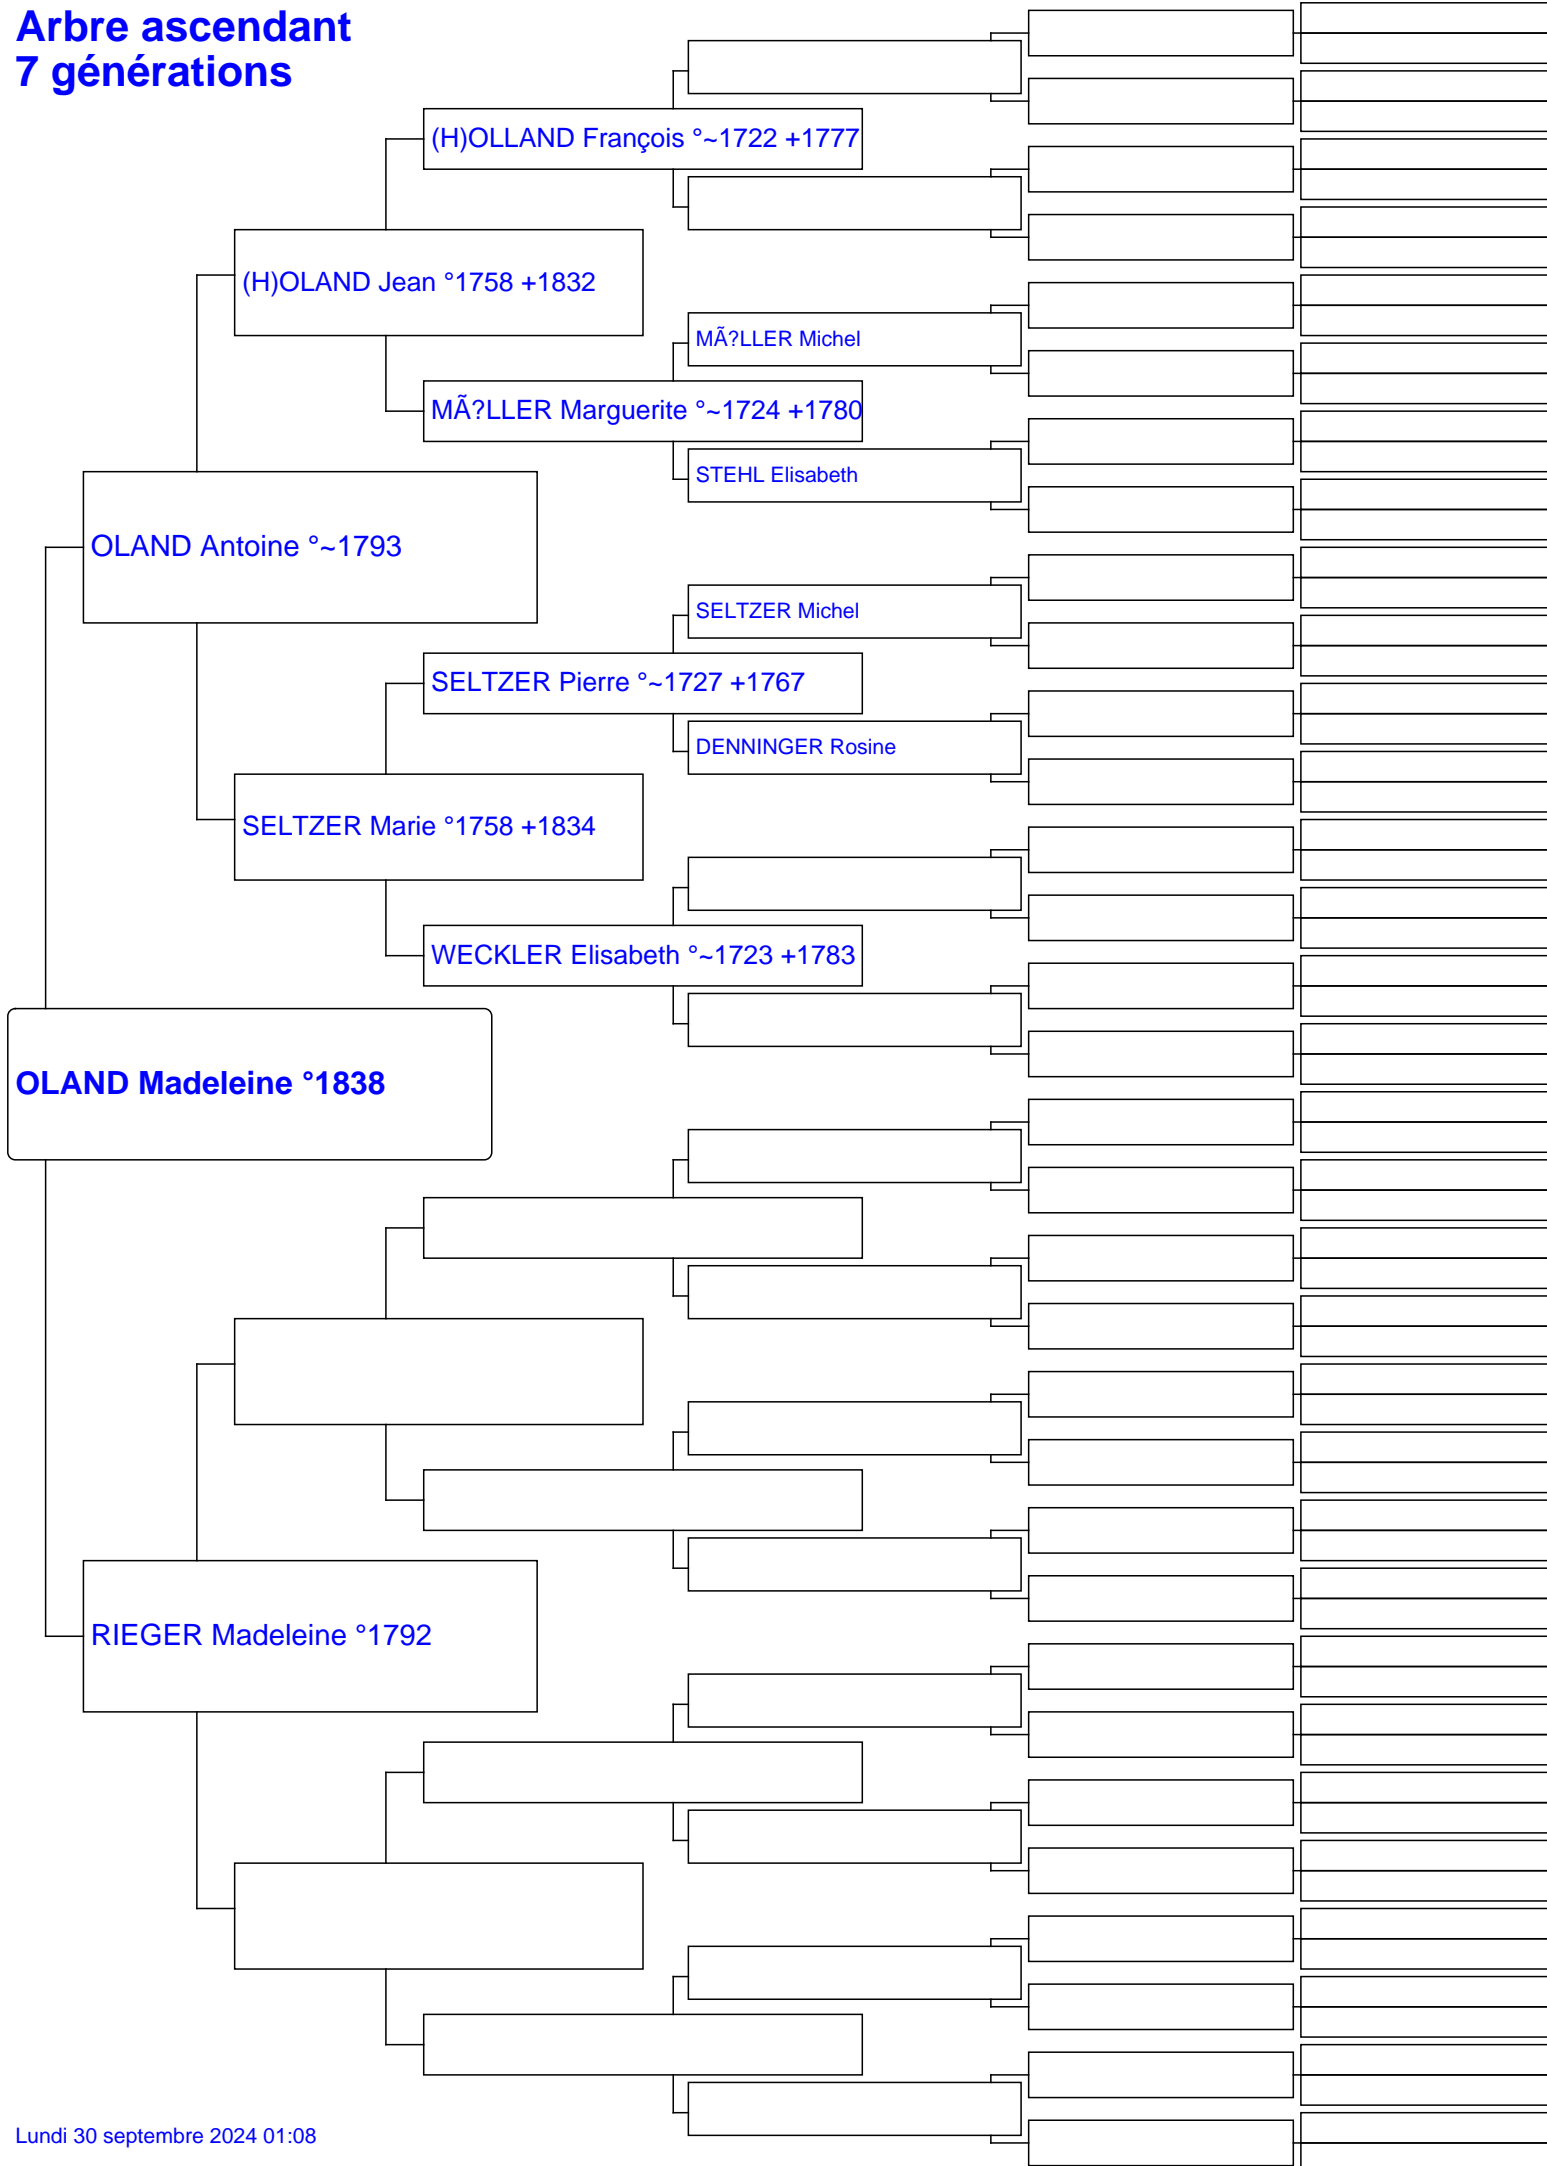 Arbre ascendant
7 générations
(H)OLLAND François °~1722 +1777
(H)OLAND Jean °1758 +1832
MÃ?LLER Michel
MÃ?LLER Marguerite °~1724 +1780
STEHL Elisabeth
OLAND Antoine °~1793
SELTZER Michel
SELTZER Pierre °~1727 +1767
DENNINGER Rosine
SELTZER Marie °1758 +1834
WECKLER Elisabeth °~1723 +1783
OLAND Madeleine °1838
RIEGER Madeleine °1792
Lundi 30 septembre 2024 01:08